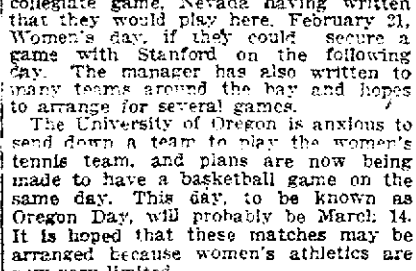 collegiate game, Nevada having written
that they would play here, February 21,
Women's day, if they could secure a
game with Stanford on the following
day. The manager has also written to
many teams around the bay and hopes
to arrange for several games.
The University of Oregon is anxious to
send down a team to play the women's
tennis team, and plans are now being
made to have a basketball game on the
same day. This day, to be known as
Oregon Day, will probably be March 14.
It is hoped that these matches may be
arranged because women's athletics are
now very limited.